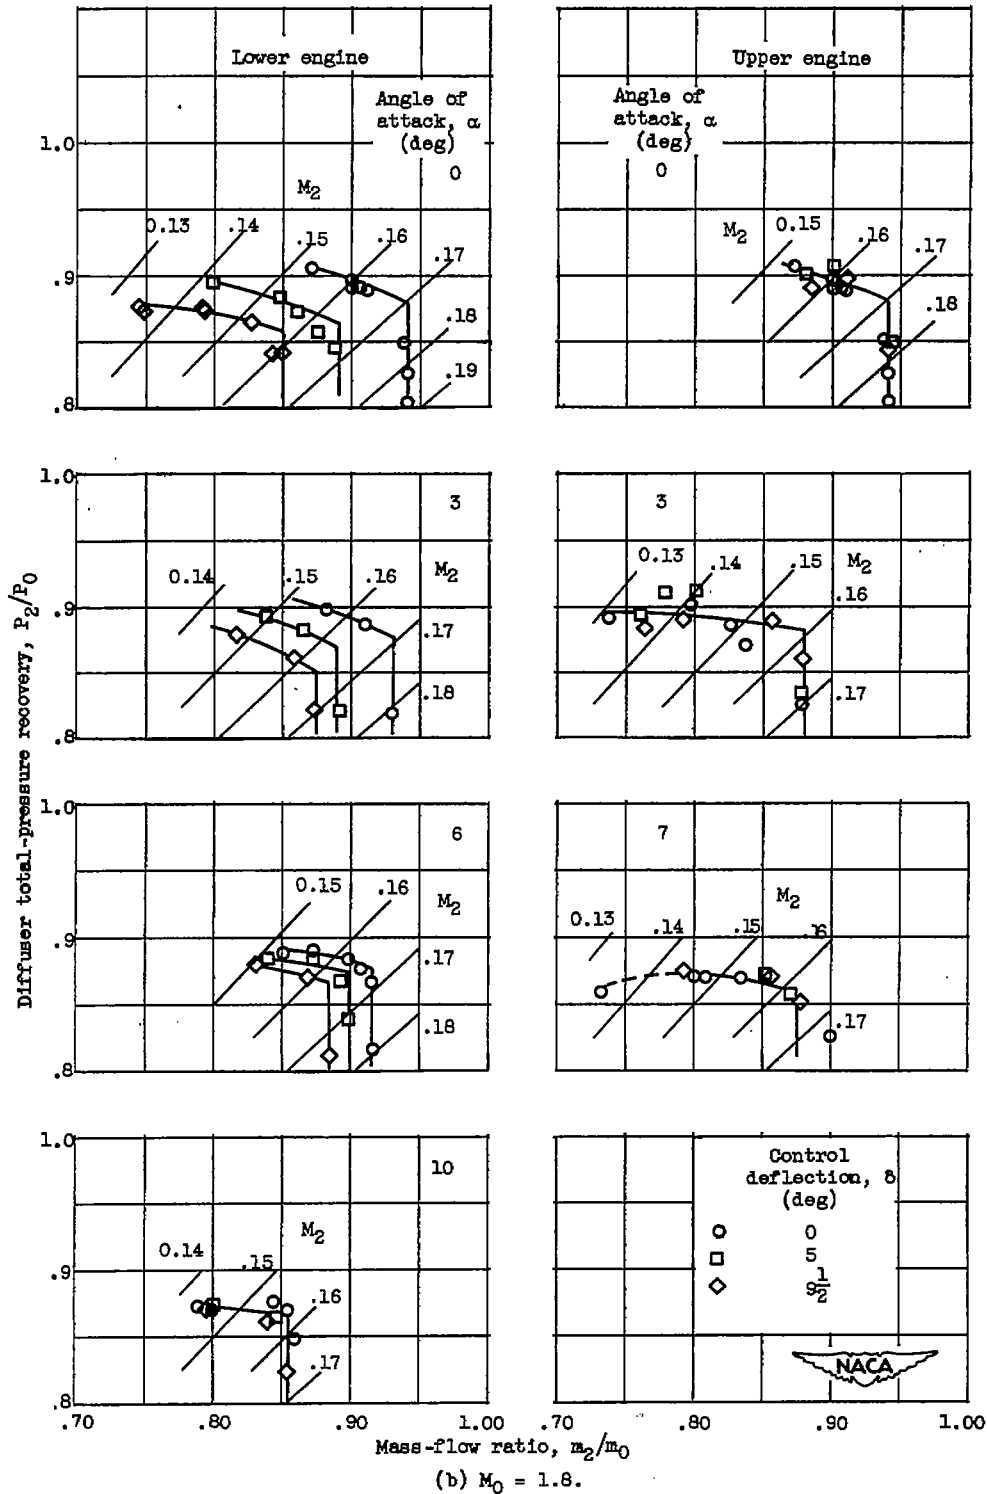 Lower engine
Angle of
attack, α
(deg)
0
M2
0.13
.14
.15
.16
.17
.18
.19
1.0
.9
.8
Upper engine
Angle of
attack, α
(deg)
0
M2
0.15
.16
.17
.18
Diffuser total-pressure recovery, P2/P0
1.0
.9
.8
3
M2
0.14
.15
.16
.17
.18
3
0.13
.14
.15
M2
.16
.17
1.0
.9
.8
6
0.15
.16
M2
.17
.18
7
M2
0.13
.14
.15
.16
.17
1.0
.9
.8
10
M2
0.14
.15
.16
.17
Control
deflection, δ
(deg)
0
5
9 1/2
NACA
.70
.80
.90
1.00
.70
.80
.90
1.00
Mass-flow ratio, m2/m0
(b) M0 = 1.8.